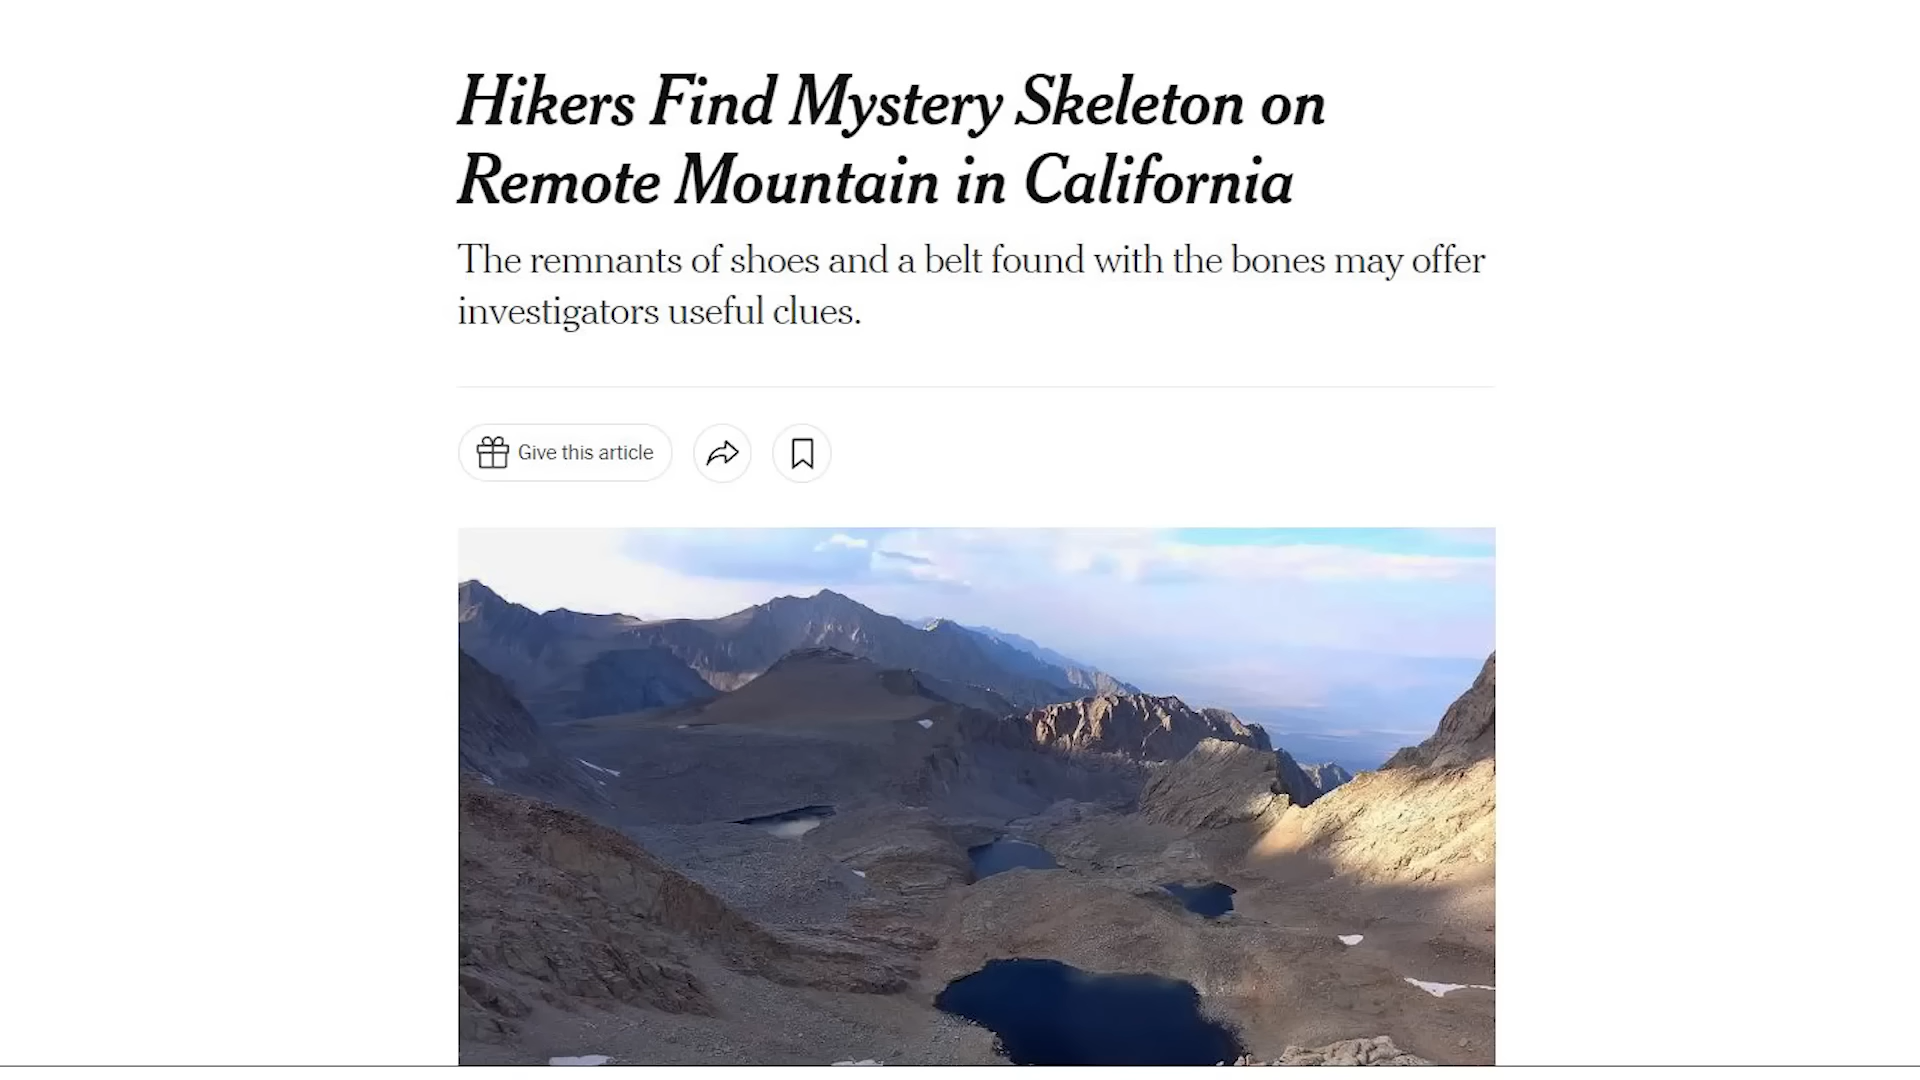 Hikers Find Mystery Skeleton on
Remote Mountain in California
The remnants of shoes and a belt found with the bones may offer
investigators useful clues.
Give this article